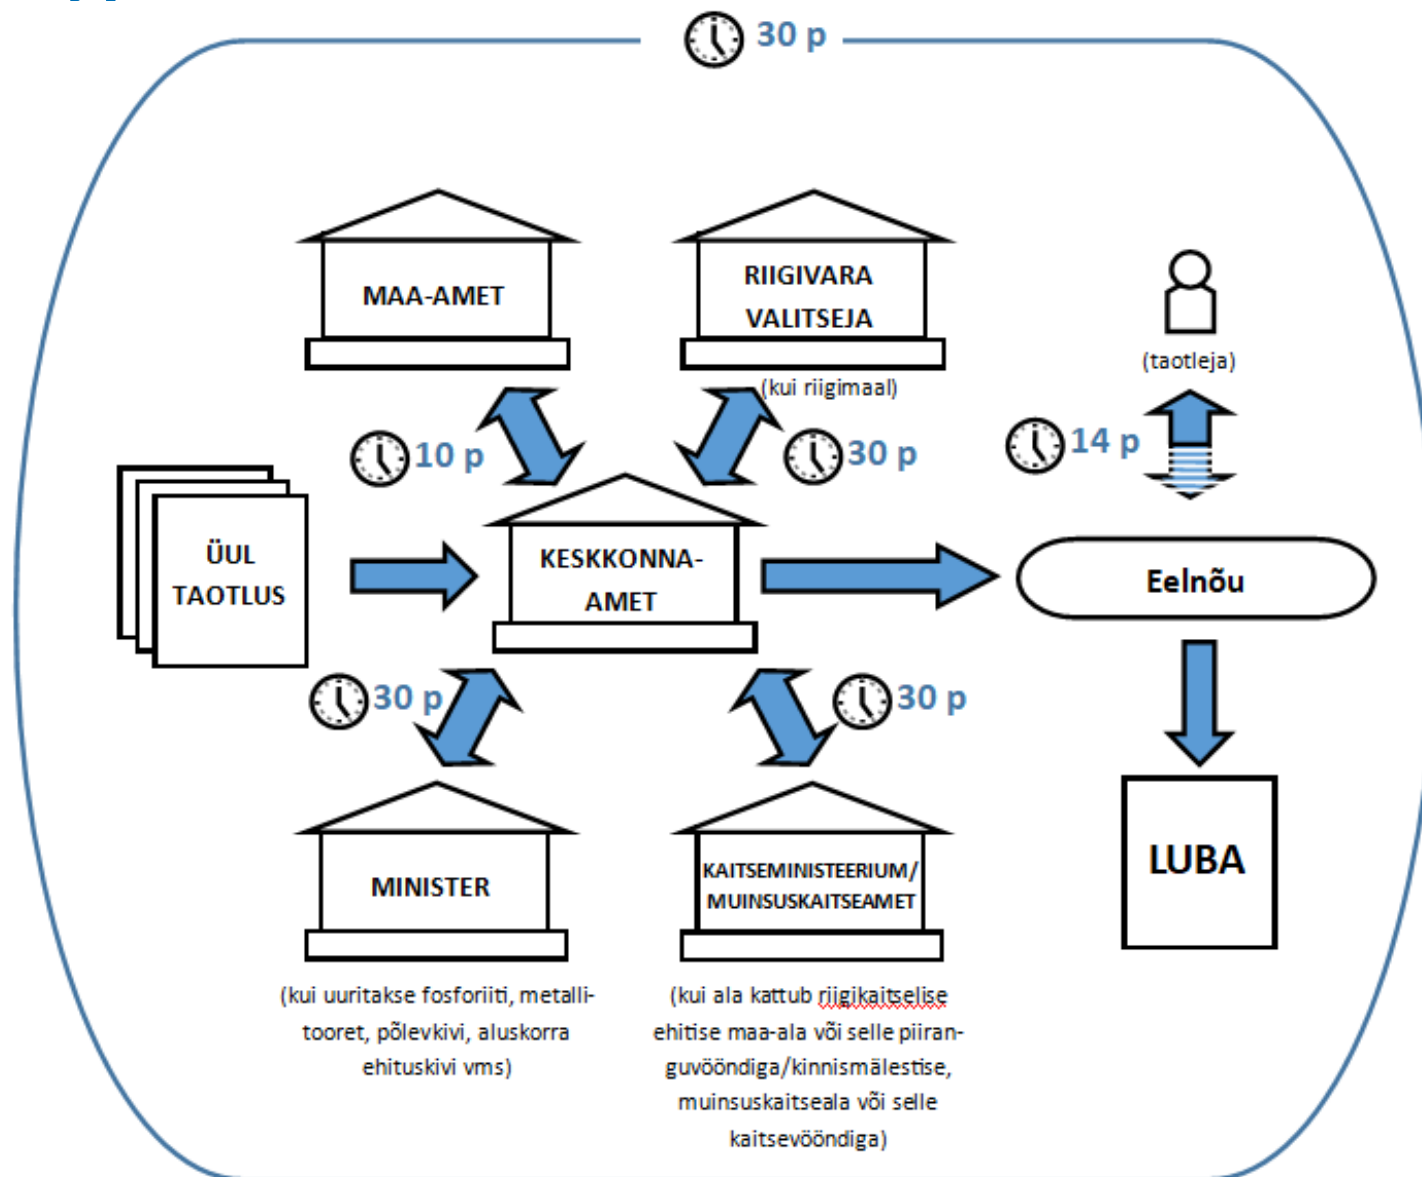 30 p
MAA-AMET
RIIGIVARA
VALITSEJA
(kui riigimaal)
(taotleja)
10 p
30 p
14 p
ÜUL
TAOTLUS
KESKKONNA-
AMET
Eelnõu
30 p
30 p
MINISTER
KAITSEMINISTEERIUM/
MUINSUSKAITSEAMET
LUBA
(kui uuritakse fosforiiti, metalli-
tooret, põlevkivi, aluskorra
ehituskivi vms)
(kui ala kattub riigikaitselise
ehitise maa-ala või selle piiran-
guvööndiga/kinnismälestise,
muinsuskaitseala või selle
kaitsevööndiga)